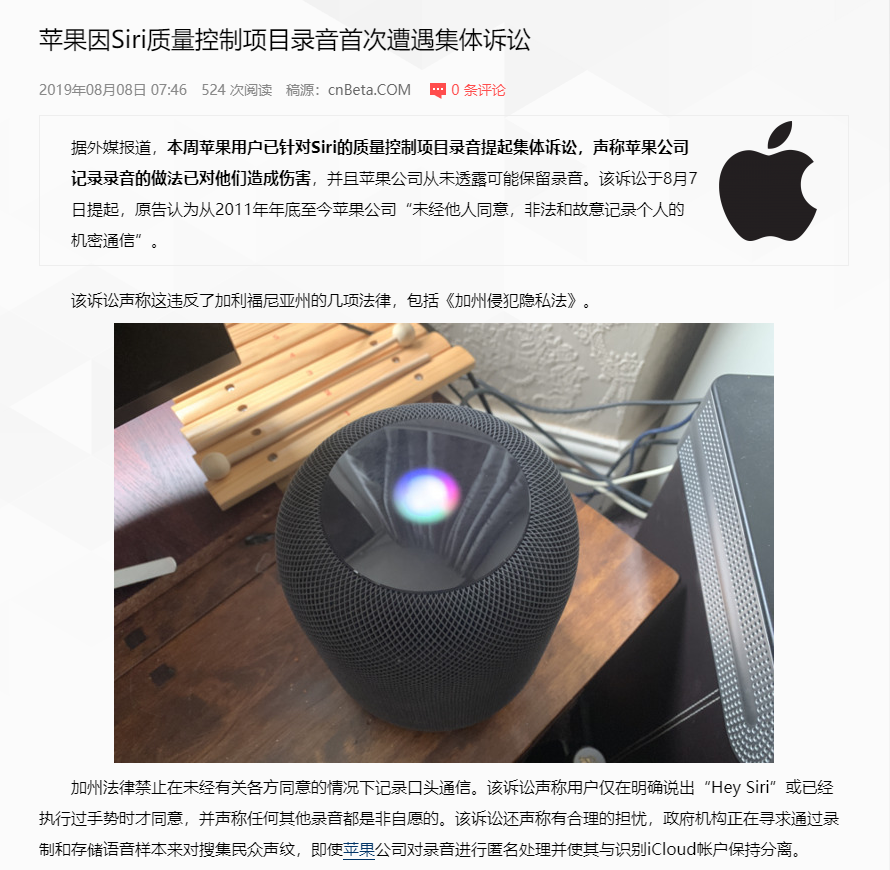 苹果因Siri质量控制项目录音首次遭遇集体诉讼
2019年08月08日 07:46 524 次阅读 稿源：cnBeta.COM 0 条评论
据外媒报道，本周苹果用户已针对Siri的质量控制项目录音提起集体诉讼，声称苹果公司
记录录音的做法已对他们造成伤害，并且苹果公司从未透露可能保留录音。该诉讼于8月7
日提起，原告认为从2011年年底至今苹果公司“未经他人同意，非法和故意记录个人的
机密通信”。
该诉讼声称这违反了加利福尼亚州的几项法律，包括《加州侵犯隐私法》。
加州法律禁止在未经有关各方同意的情况下记录口头通信。该诉讼声称用户仅在明确说出“Hey Siri”或已经
执行过手势时才同意，并声称任何其他录音都是非自愿的。该诉讼还声称有合理的担忧，政府机构正在寻求通过录
制和存储语音样本来对搜集民众声纹，即使苹果公司对录音进行匿名处理并使其与识别iCloud帐户保持分离。